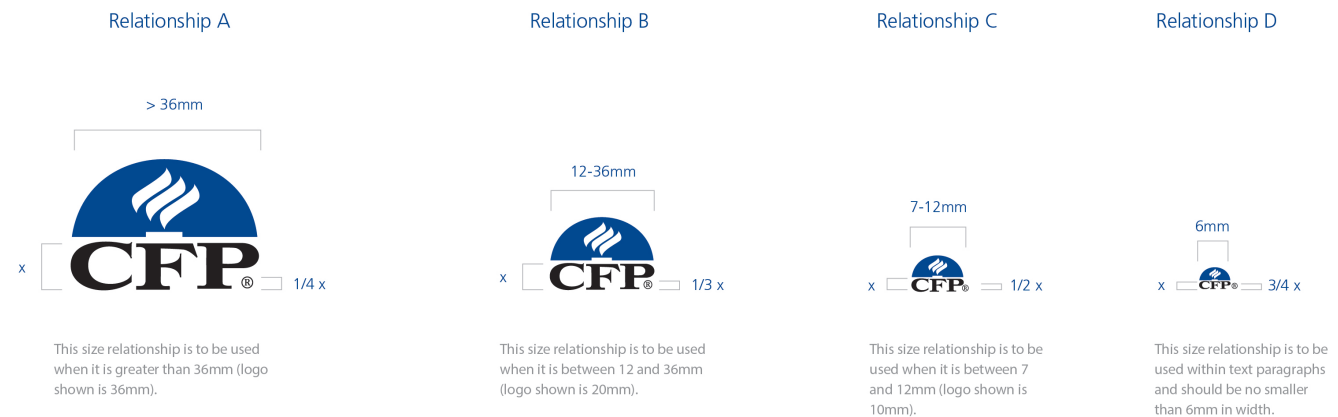 Relationship A
> 36mm
CFP®
x
1/4 x
This size relationship is to be used
when it is greater than 36mm (logo
shown is 36mm).
Relationship B
12-36mm
CFP®
x
1/3 x
This size relationship is to be used
when it is between 12 and 36mm
(logo shown is 20mm).
Relationship C
7-12mm
CFP®
x
1/2 x
This size relationship is to be
used when it is between 7
and 12mm (logo shown is
10mm).
Relationship D
6mm
CFP®
x
3/4 x
This size relationship is to be
used within text paragraphs
and should be no smaller
than 6mm in width.